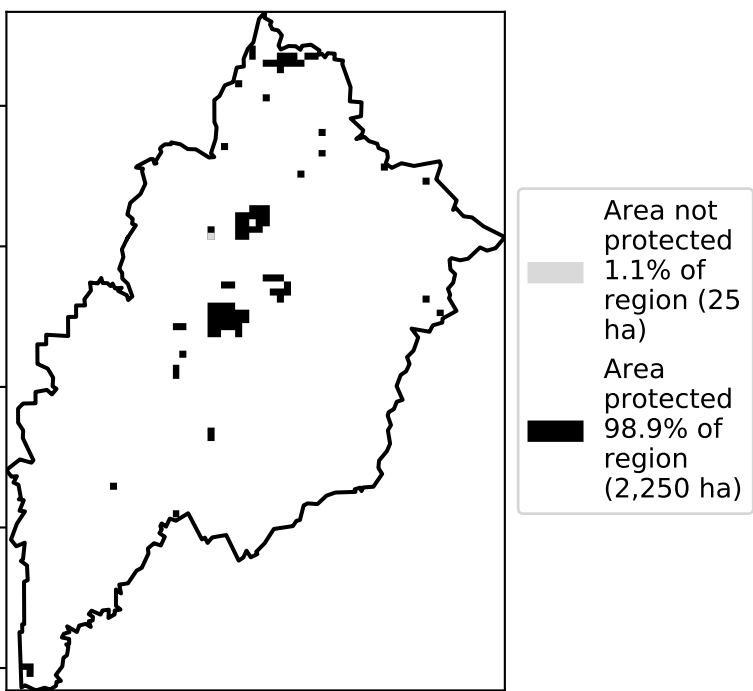 Area not
protected
1.1% of
region (25
ha)
Area
protected
98.9% of
region
(2,250 ha)